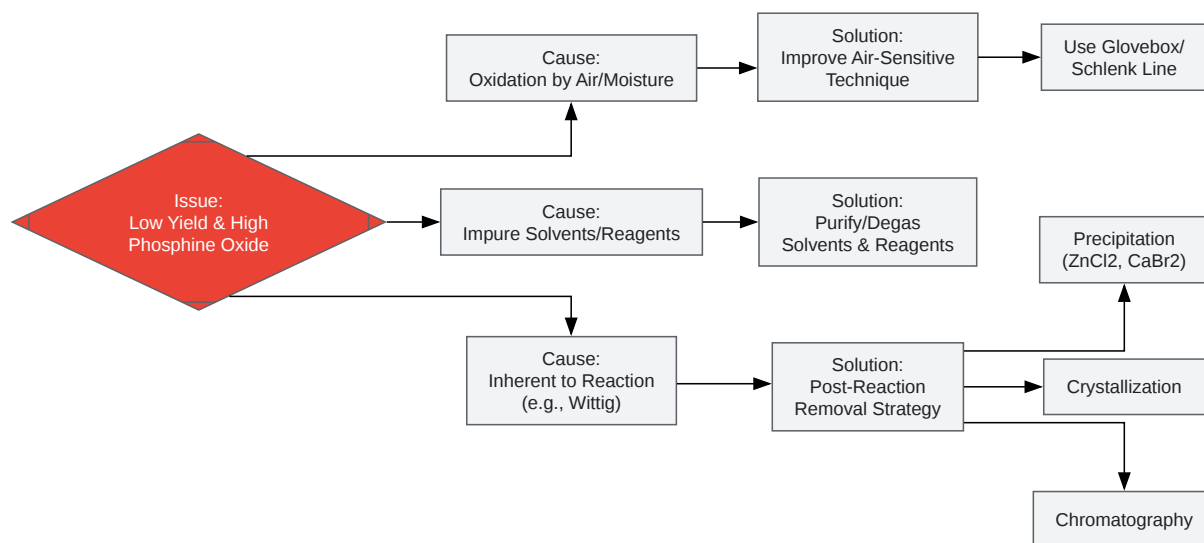 Issue:
Low Yield & High
Phosphine Oxide
Cause:
Oxidation by Air/Moisture
Solution:
Improve Air-Sensitive
Technique
Use Glovebox/
Schlenk Line
Cause:
Impure Solvents/Reagents
Solution:
Purify/Degas
Solvents & Reagents
Cause:
Inherent to Reaction
(e.g., Wittig)
Solution:
Post-Reaction
Removal Strategy
Precipitation
(ZnCl2, CaBr2)
Crystallization
Chromatography